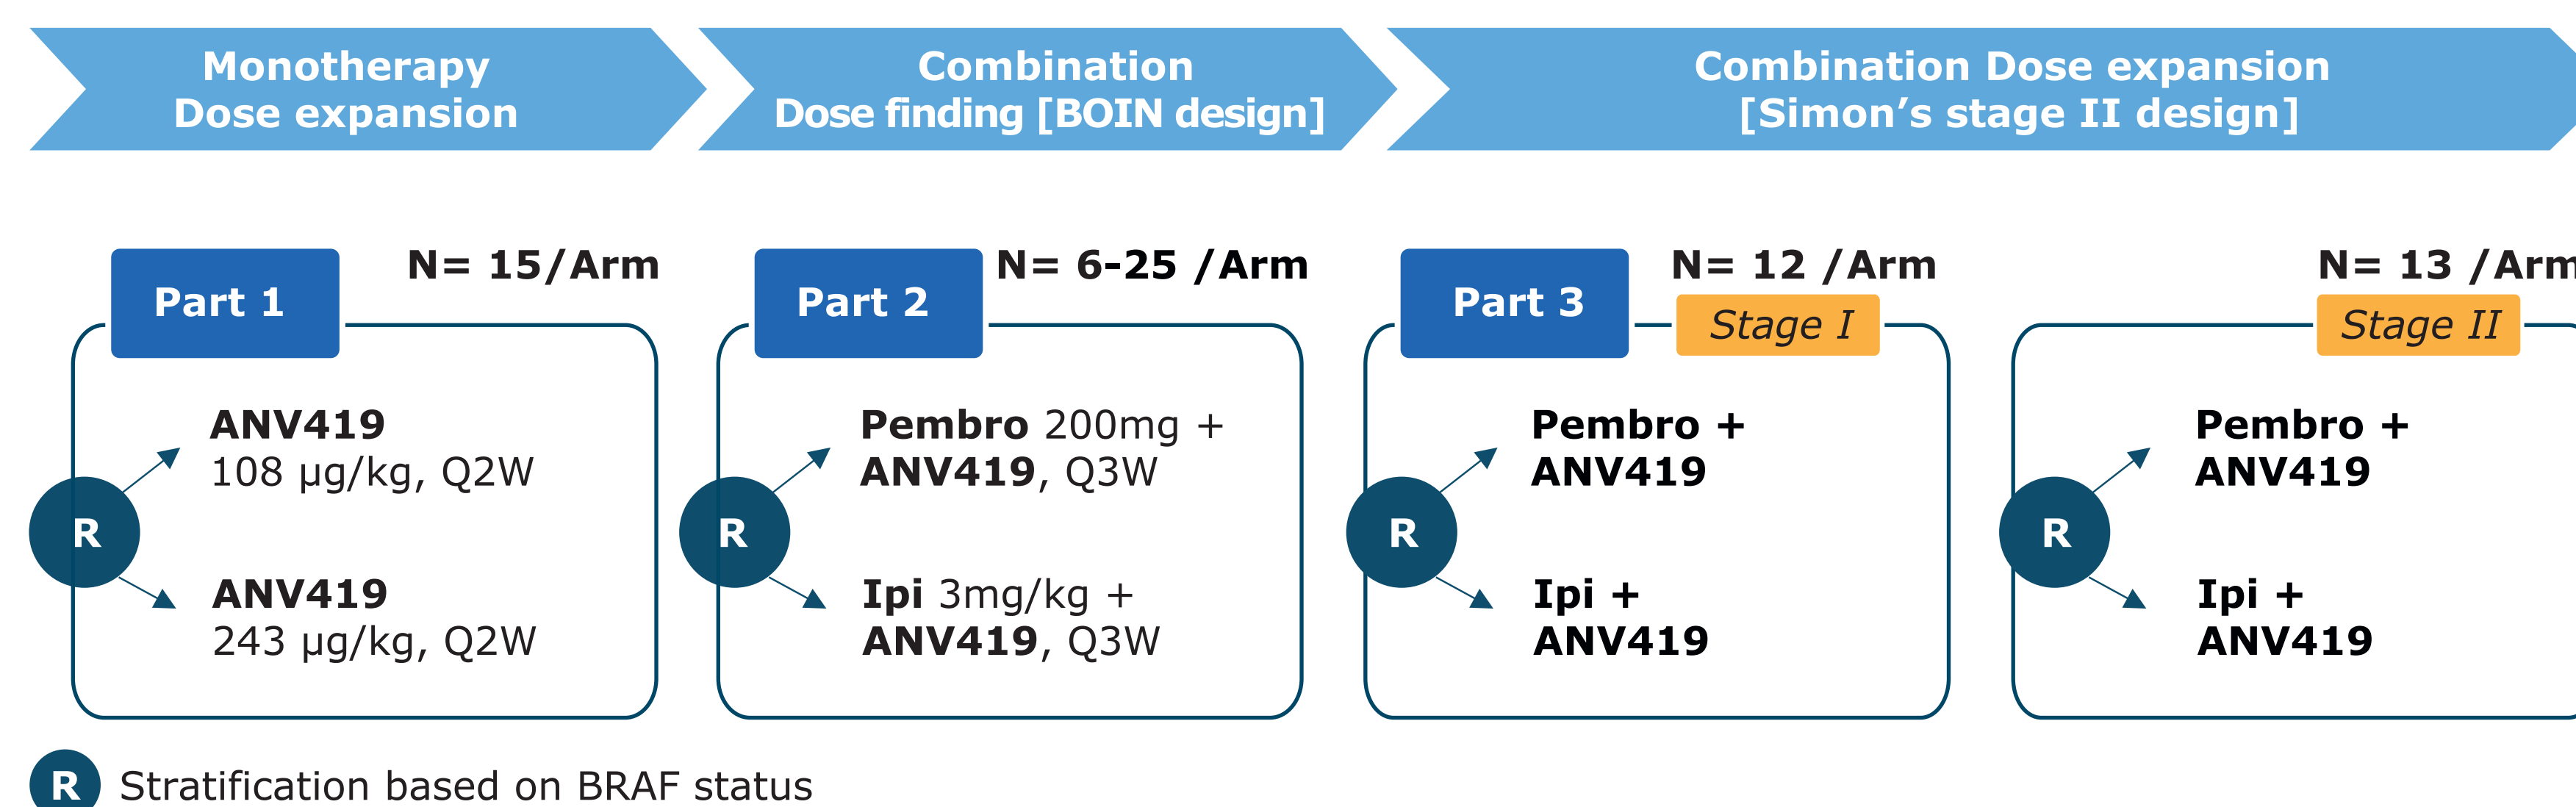 Monotherapy
Dose expansion
Combination
Dose finding [BOIN design]
Combination Dose expansion
[Simon’s stage II design]
Part 1
N= 15/Arm
ANV419
108 µg/kg, Q2W
R
ANV419
243 µg/kg, Q2W
Part 2
N= 6-25 /Arm
Pembro 200mg +
ANV419, Q3W
R
Ipi 3mg/kg +
ANV419, Q3W
Part 3
N= 12 /Arm
Stage I
Pembro +
ANV419
R
Ipi +
ANV419
N= 13 /Arm
Stage II
Pembro +
ANV419
R
Ipi +
ANV419
R Stratification based on BRAF status